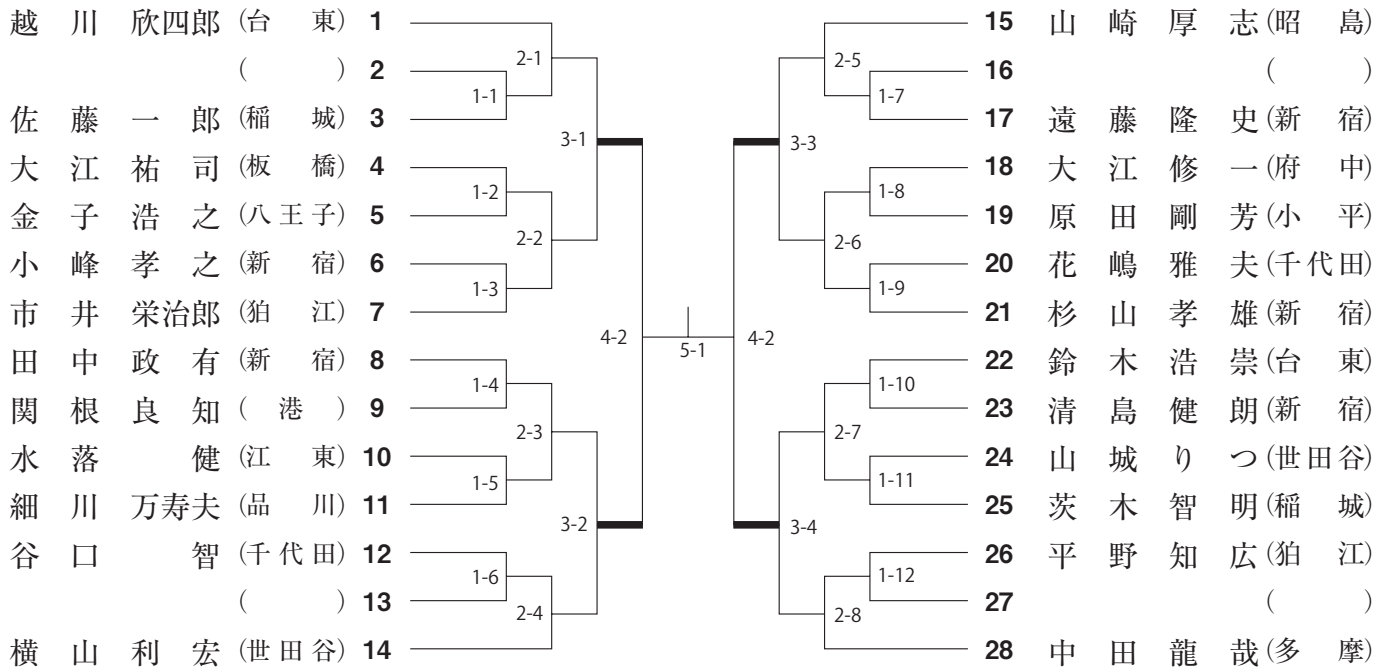 越川欣四郎(台東) 1
( ) 2
佐藤一郎(稲城) 3
大江祐司(板橋) 4
金子浩之(八王子) 5
小峰孝之(新宿) 6
市井栄治郎(狛江) 7
田中政有(新宿) 8
関根良知(港) 9
水落健(江東) 10
細川万寿夫(品川) 11
谷口智(千代田) 12
( ) 13
横山利宏(世田谷) 14
1-1
1-2
1-3
1-4
1-5
1-6
2-1
2-2
2-3
2-4
3-1
3-2
4-2
5-1
4-2
3-3
3-4
2-5
2-6
2-7
2-8
1-7
1-8
1-9
1-10
1-11
1-12
15 山崎厚志(昭島)
16 ( )
17 遠藤隆史(新宿)
18 大江修一(府中)
19 原田剛芳(小平)
20 花嶋雅夫(千代田)
21 杉山孝雄(新宿)
22 鈴木浩崇(台東)
23 清島健朗(新宿)
24 山城りつ(世田谷)
25 茨木智明(稲城)
26 平野知広(狛江)
27 ( )
28 中田龍哉(多摩)